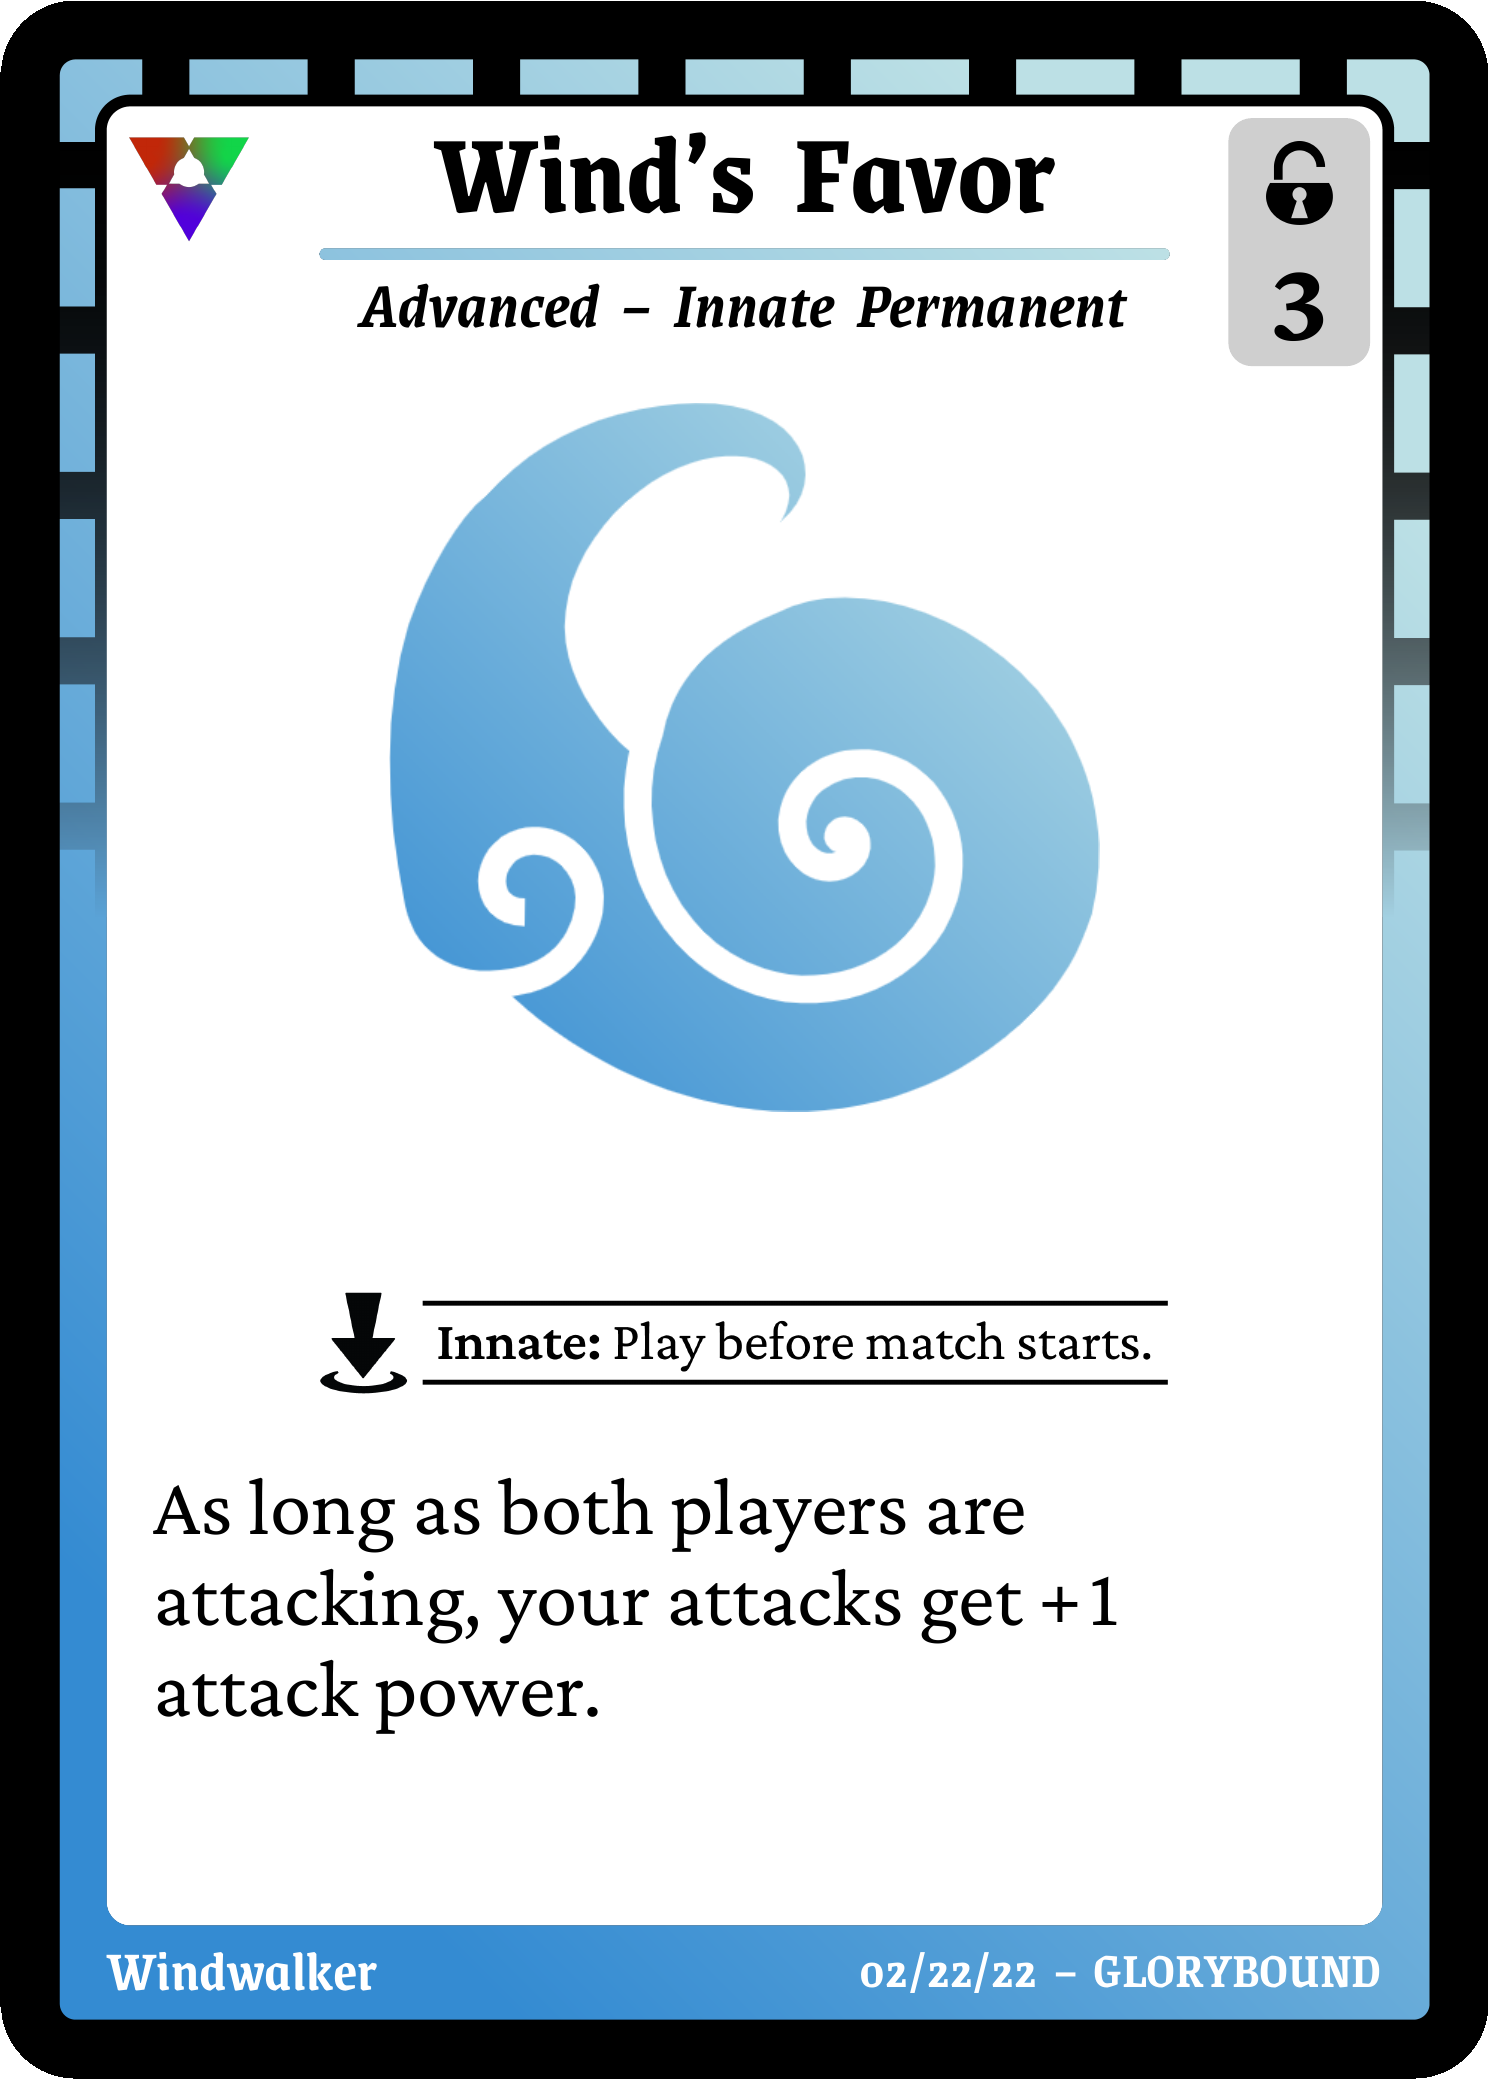 Wind's Favor
3
Advanced – Innate Permanent
Innate: Play before match starts.
As long as both players are
attacking, your attacks get +1
attack power.
Windwalker
02/22/22 – GLORYBOUND